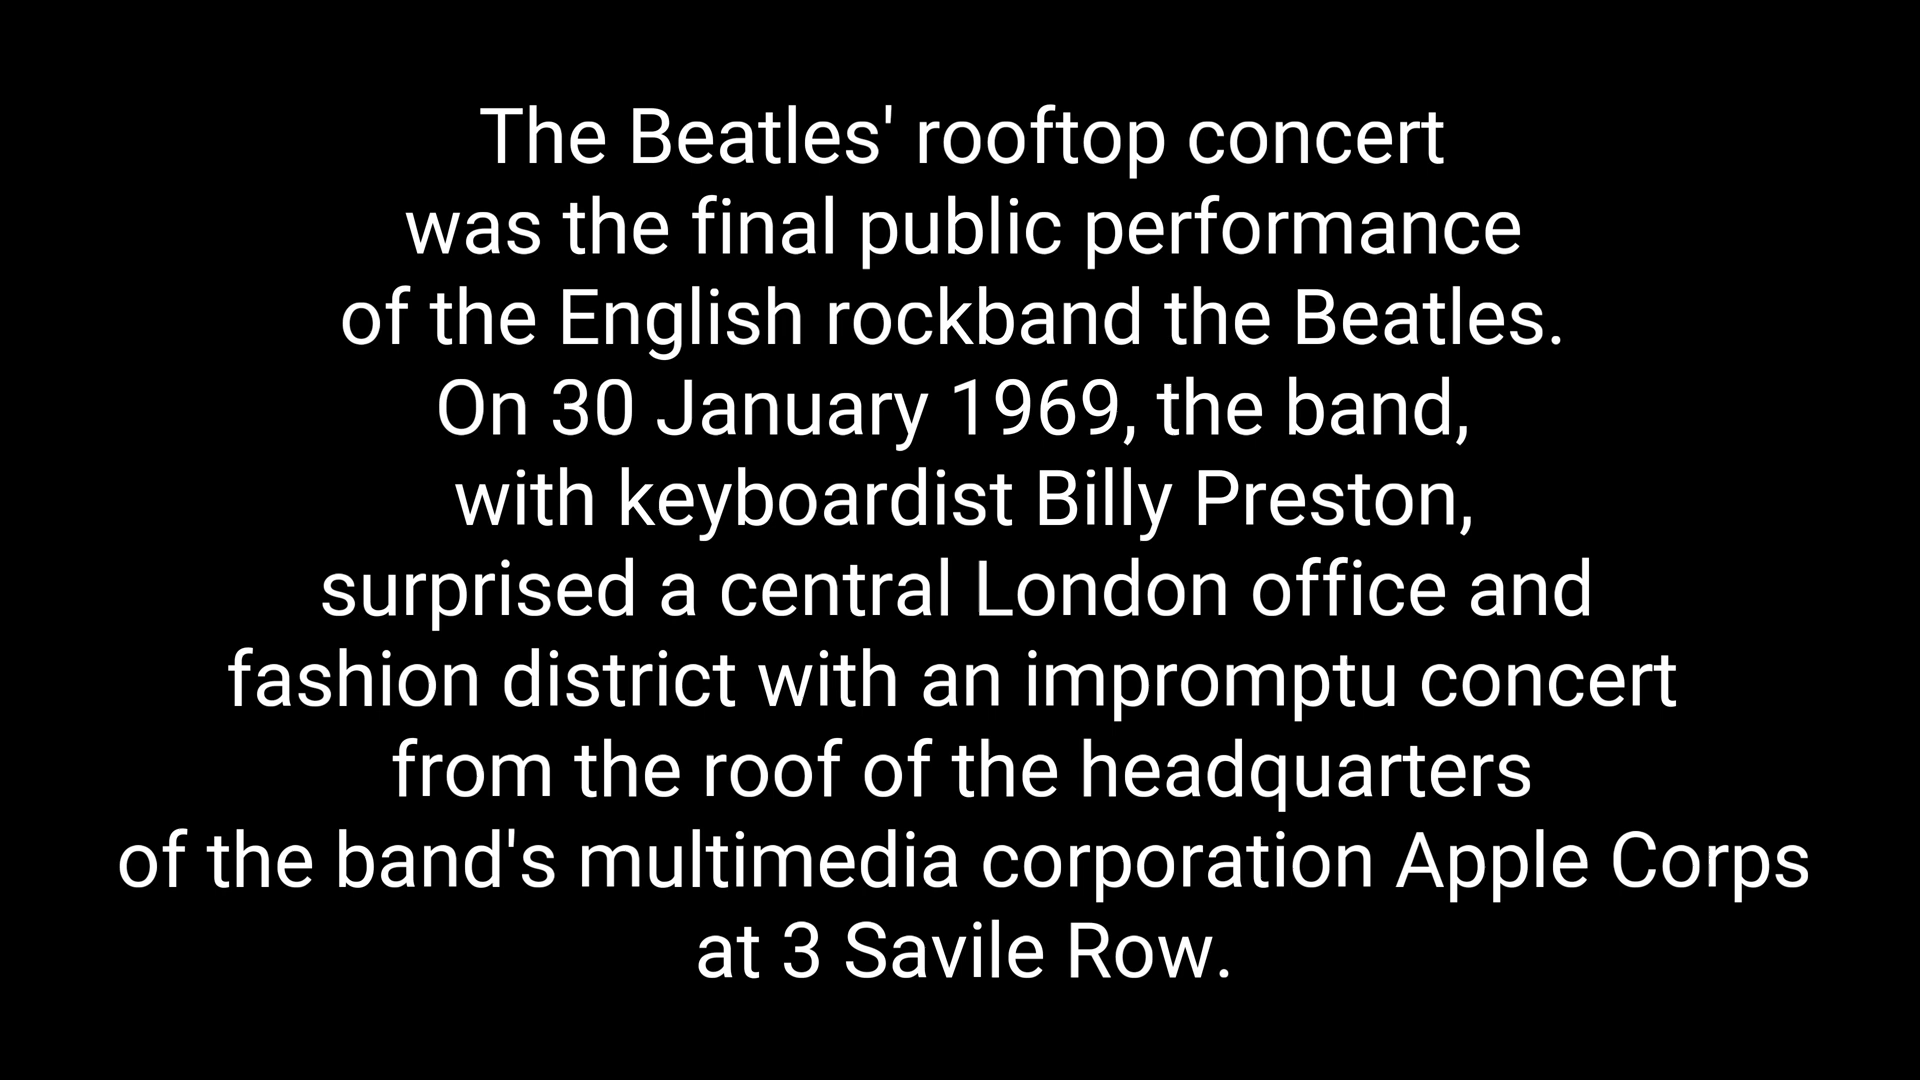 The Beatles' rooftop concert
was the final public performance
of the English rockband the Beatles.
On 30 January 1969, the band,
with keyboardist Billy Preston,
surprised a central London office and
fashion district with an impromptu concert
from the roof of the headquarters
of the band's multimedia corporation Apple Corps
at 3 Savile Row.